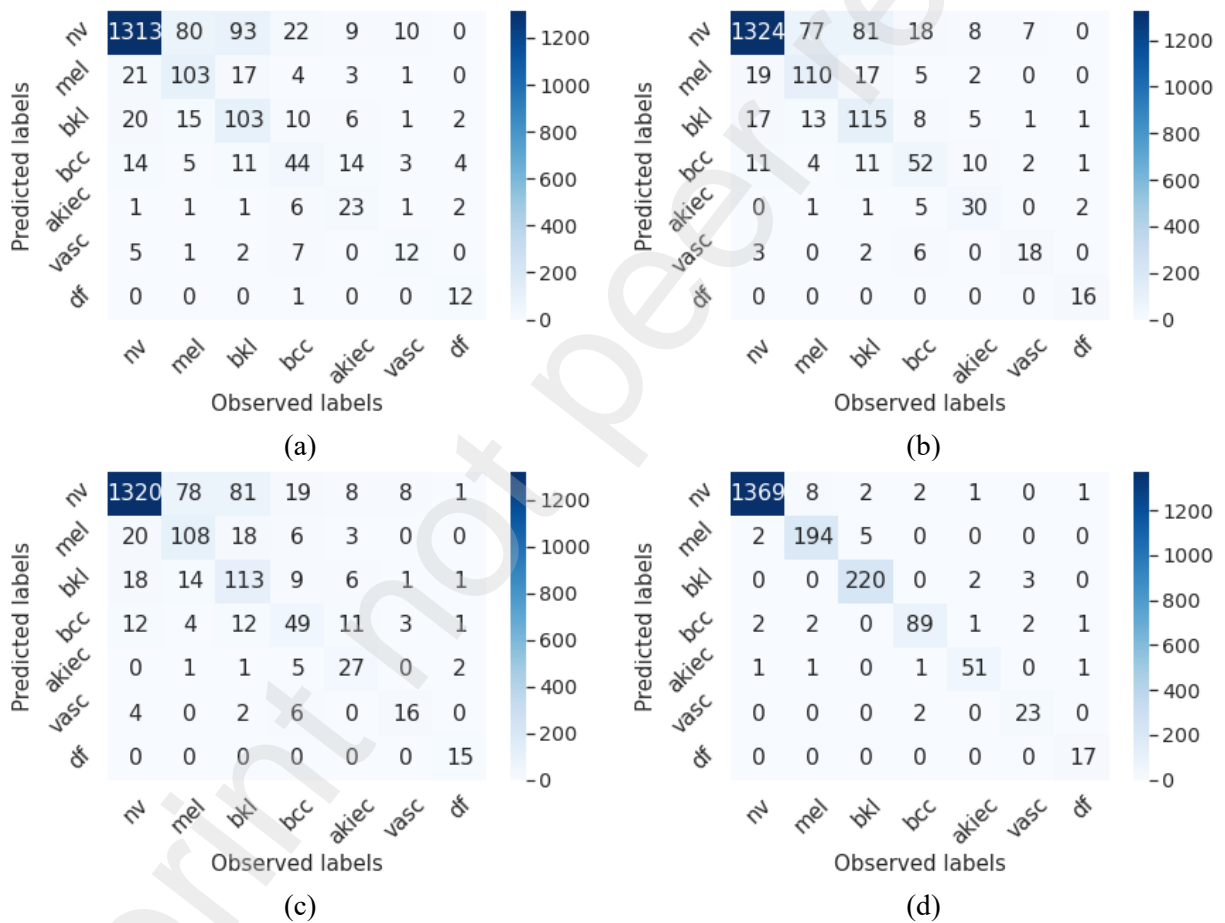 nv 1313 80 93 22 9 10 0
mel 21 103 17 4 3 1 0
bkl 20 15 103 10 6 1 2
bcc 14 5 11 44 14 3 4
akiec 1 1 1 6 23 1 2
vasc 5 1 2 7 0 12 0
df 0 0 0 1 0 0 12
nv mel bkl bcc akiec vasc df
Predicted labels
Observed labels
1200
1000
800
600
400
200
0
(a)
nv 1324 77 81 18 8 7 0
mel 19 110 17 5 2 0 0
bkl 17 13 115 8 5 1 1
bcc 11 4 11 52 10 2 1
akiec 0 1 1 5 30 0 2
vasc 3 0 2 6 0 18 0
df 0 0 0 0 0 0 16
nv mel bkl bcc akiec vasc df
Predicted labels
Observed labels
1200
1000
800
600
400
200
0
(b)
nv 1320 78 81 19 8 8 1
mel 20 108 18 6 3 0 0
bkl 18 14 113 9 6 1 1
bcc 12 4 12 49 11 3 1
akiec 0 1 1 5 27 0 2
vasc 4 0 2 6 0 16 0
df 0 0 0 0 0 0 15
nv mel bkl bcc akiec vasc df
Predicted labels
Observed labels
1200
1000
800
600
400
200
0
(c)
nv 1369 8 2 2 1 0 1
mel 2 194 5 0 0 0 0
bkl 0 0 220 0 2 3 0
bcc 2 2 0 89 1 2 1
akiec 1 1 0 1 51 0 1
vasc 0 0 0 2 0 23 0
df 0 0 0 0 0 0 17
nv mel bkl bcc akiec vasc df
Predicted labels
Observed labels
1200
1000
800
600
400
200
0
(d)
rint not peer re